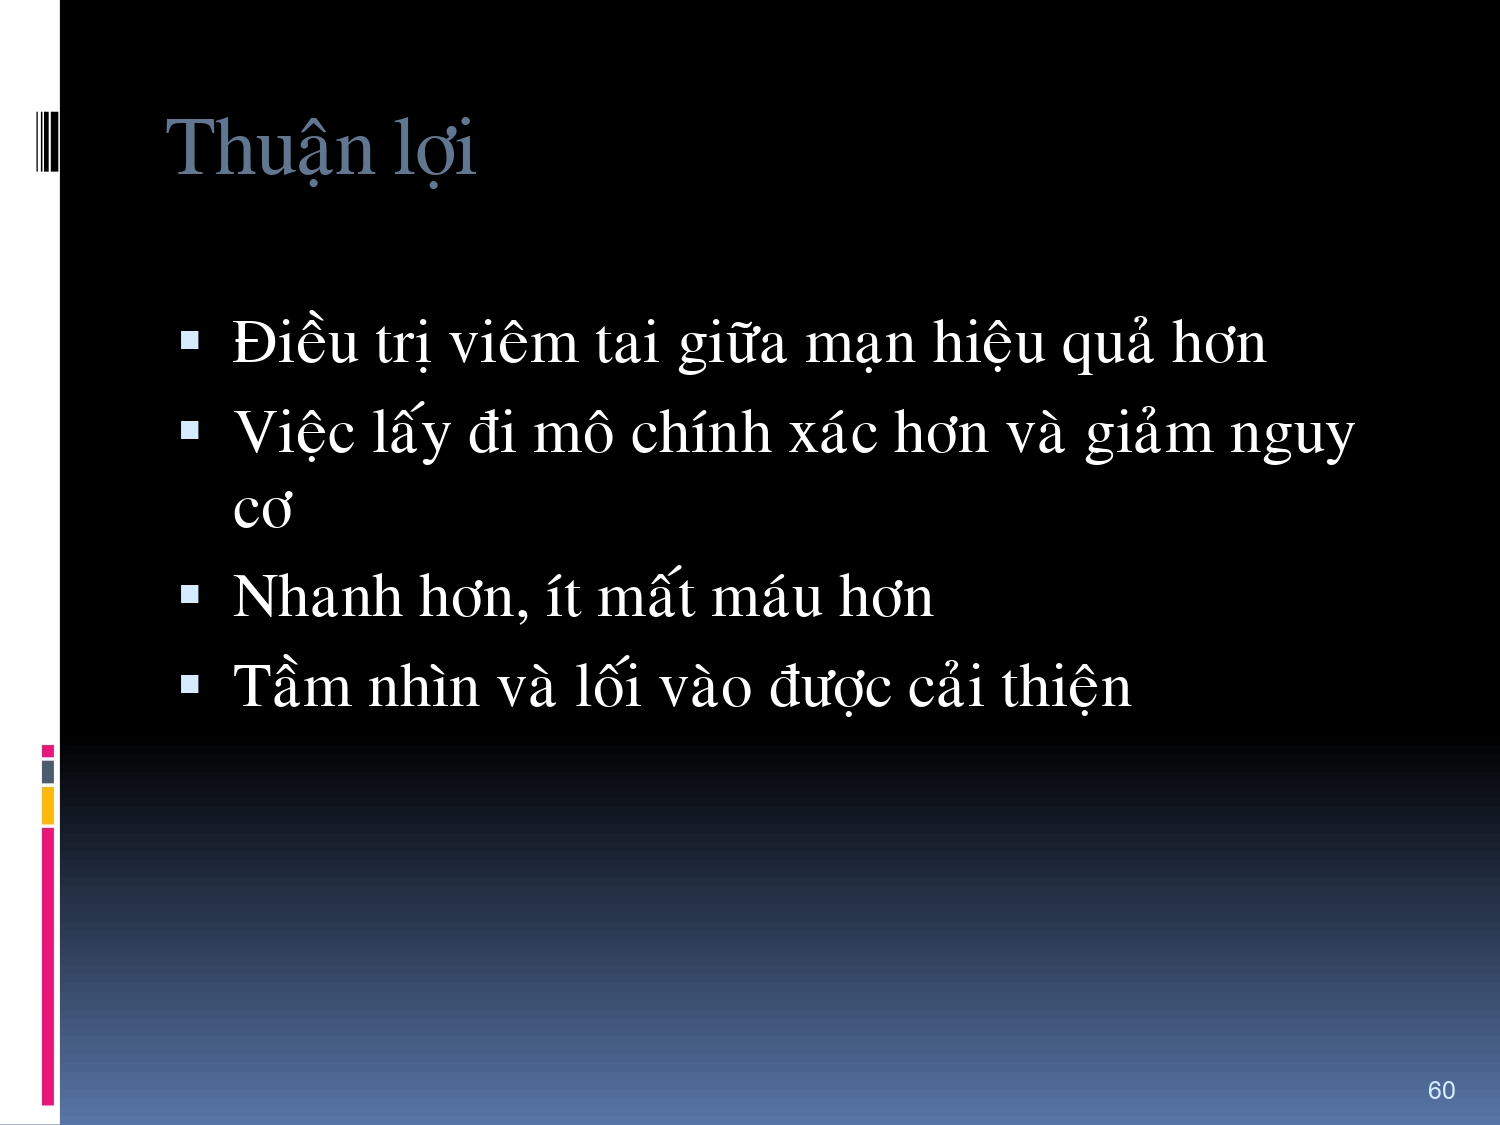 Thuận lợi
Điều trị viêm tai giữa mạn hiệu quả hơn
Việc lấy đi mô chính xác hơn và giảm nguy
cơ
Nhanh hơn, ít mất máu hơn
Tầm nhìn và lối vào được cải thiện
60